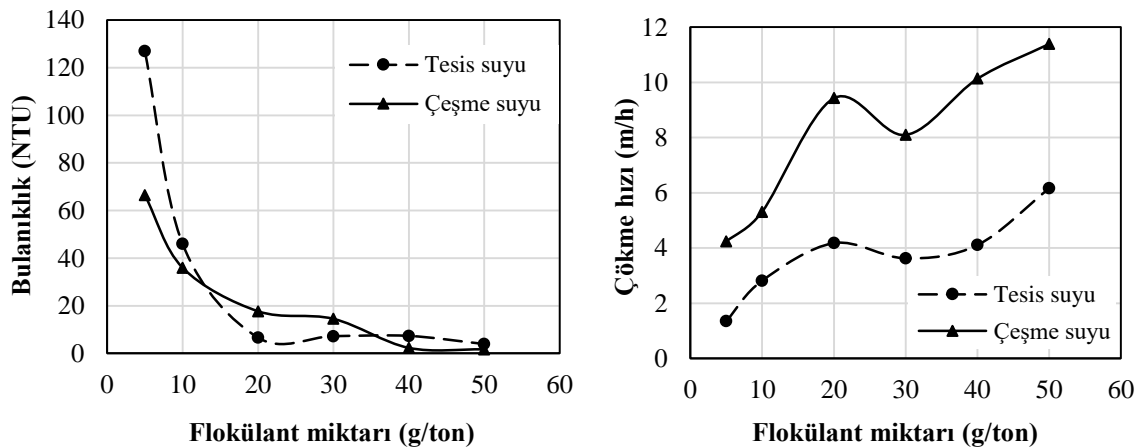 Bulanıklık (NTU)
140
120
100
80
60
40
20
0
0 10 20 30 40 50 60
Flokülant miktarı (g/ton)
Tesis suyu
Çeşme suyu
Çökme hızı (m/h)
12
10
8
6
4
2
0
0 10 20 30 40 50 60
Flokülant miktarı (g/ton)
Tesis suyu
Çeşme suyu